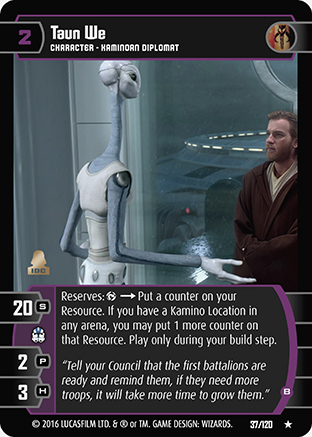 2 Taun We
CHARACTER - KAMINOAN DIPLOMAT
IDC
20 S
2 P
3 H
Reserves: → Put a counter on your
Resource. If you have a Kamino Location in
any arena, you may put 1 more counter on
that Resource. Play only during your build step.
“Tell your Council that the first battalions are
ready and remind them, if they need more
troops, it will take more time to grow them.”
B
© 2016 LUCASFILM LTD. & ® or TM. GAME DESIGN: WIZARDS. 37/120 ★